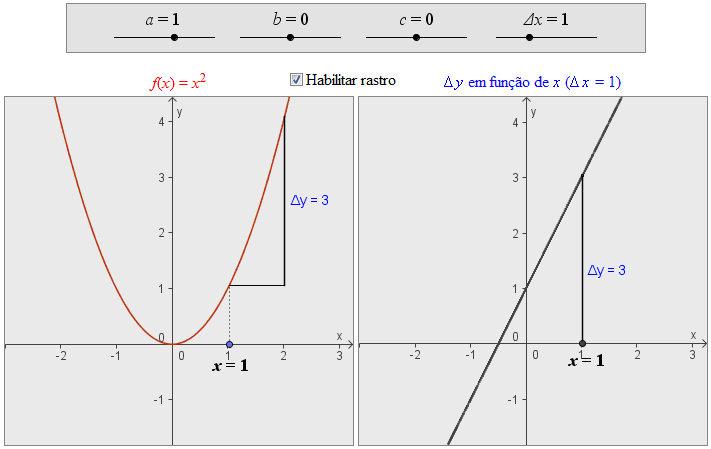 a = 1 b = 0 c = 0 Δx = 1
f(x) = x² Habilitar rastro Δy em função de x (Δx = 1)
y
4
3
Δy = 3
2
1
0
x
-2 -1 0 1 2 3
x = 1
-1
y
4
3
2
Δy = 3
1
0
x
-2 -1 0 1 2 3
x = 1
-1